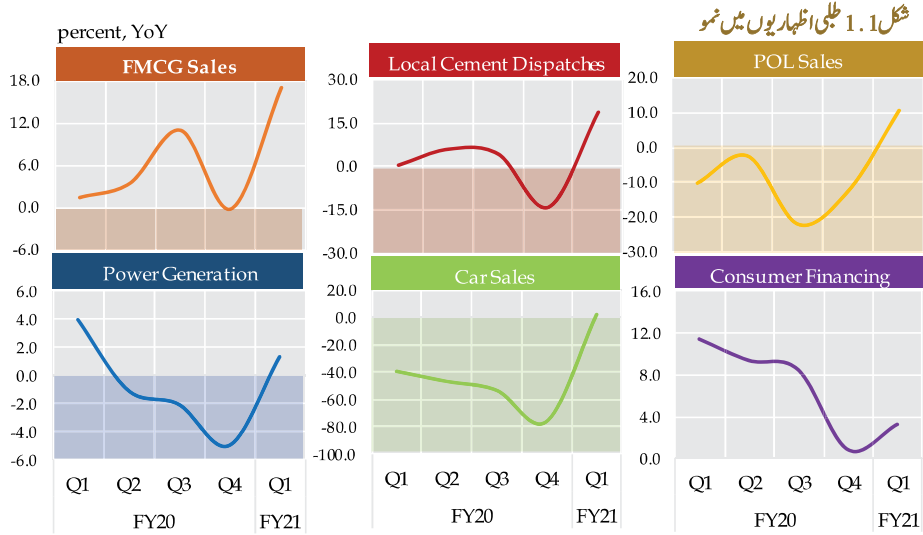 شکل 1.1 طلبی اظہاریوں میں نمو
percent, YoY
FMCG Sales
18.0
12.0
6.0
0.0
-6.0
Local Cement Dispatches
30.0
15.0
0.0
-15.0
-30.0
POL Sales
20.0
10.0
0.0
-10.0
-20.0
-30.0
Power Generation
6.0
4.0
2.0
0.0
-2.0
-4.0
-6.0
Q1 Q2 Q3 Q4 Q1
FY20 FY21
Car Sales
20.0
0.0
-20.0
-40.0
-60.0
-80.0
-100.0
Q1 Q2 Q3 Q4 Q1
FY20 FY21
Consumer Financing
16.0
12.0
8.0
4.0
0.0
Q1 Q2 Q3 Q4 Q1
FY20 FY21